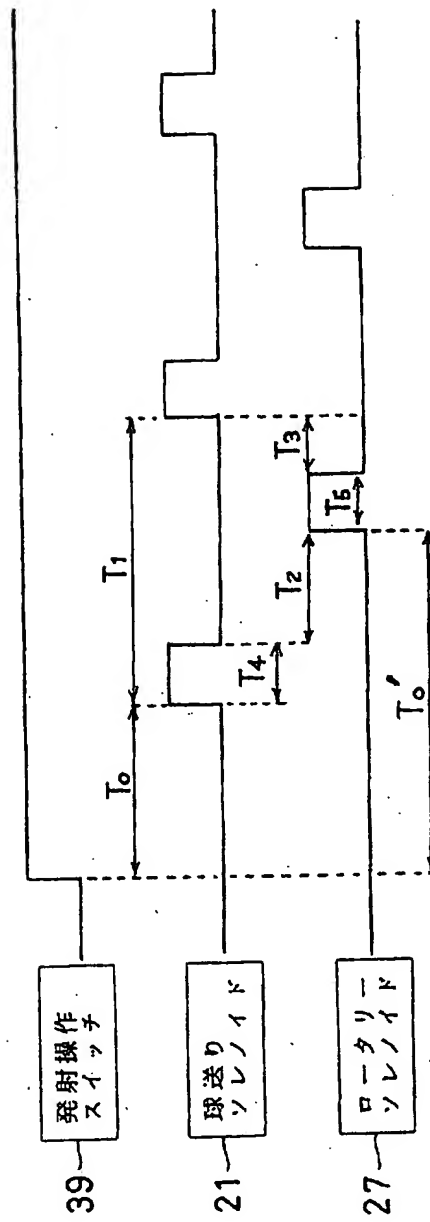 39
発射操作
スイッチ
21
球送り
ソレノイド
27
ロータリー
ソレノイド
T₀
T₁
T₄
T₂
T₃
T₅
T₀′